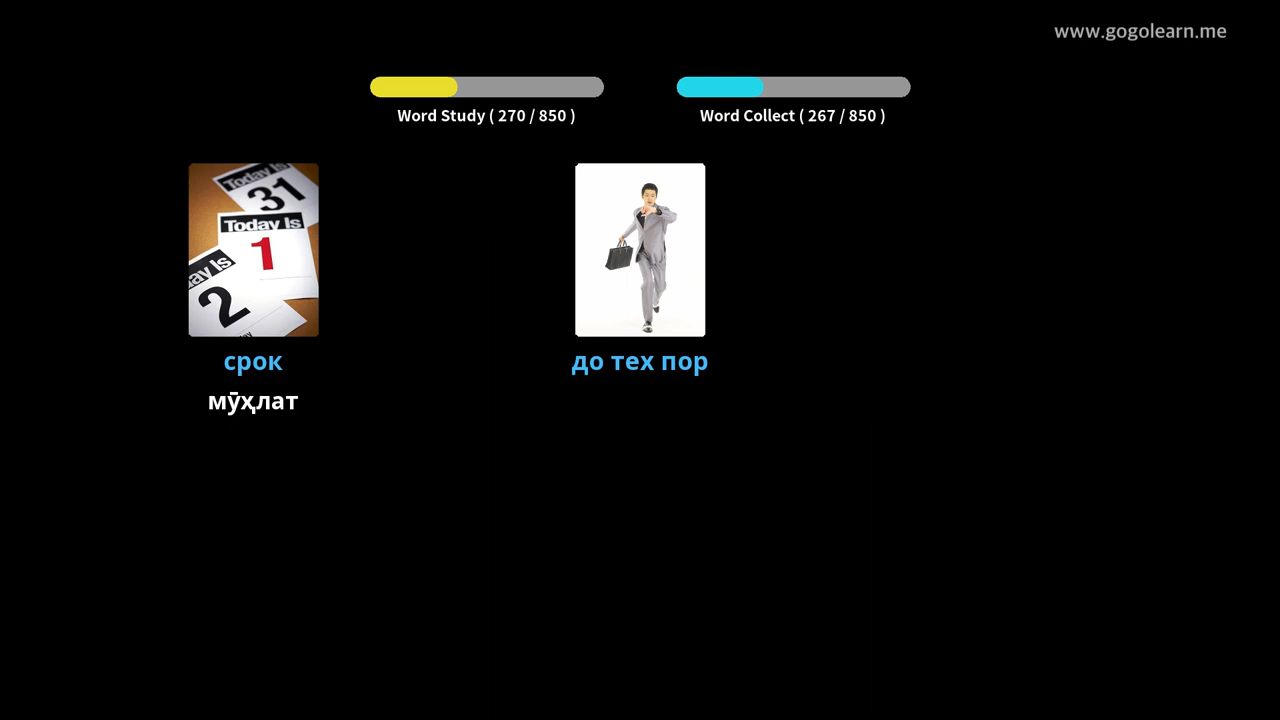 www.gogolearn.me
Word Study ( 270 / 850 )
Word Collect ( 267 / 850 )
Today Is
31
Today Is
1
ay Is
2
срок
до тех пор
мӯҳлат